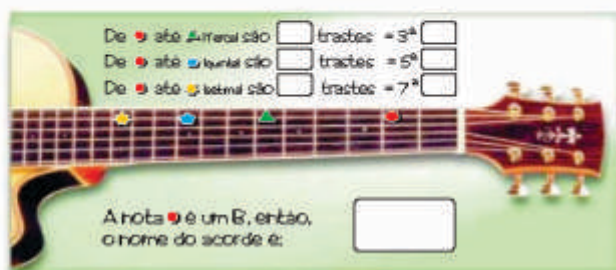 De até (terça) são trastes = 3ª
De até (quinta) são trastes = 5ª
De até (sétima) são trastes = 7ª
A nota é um B, então,
o nome do acorde é: